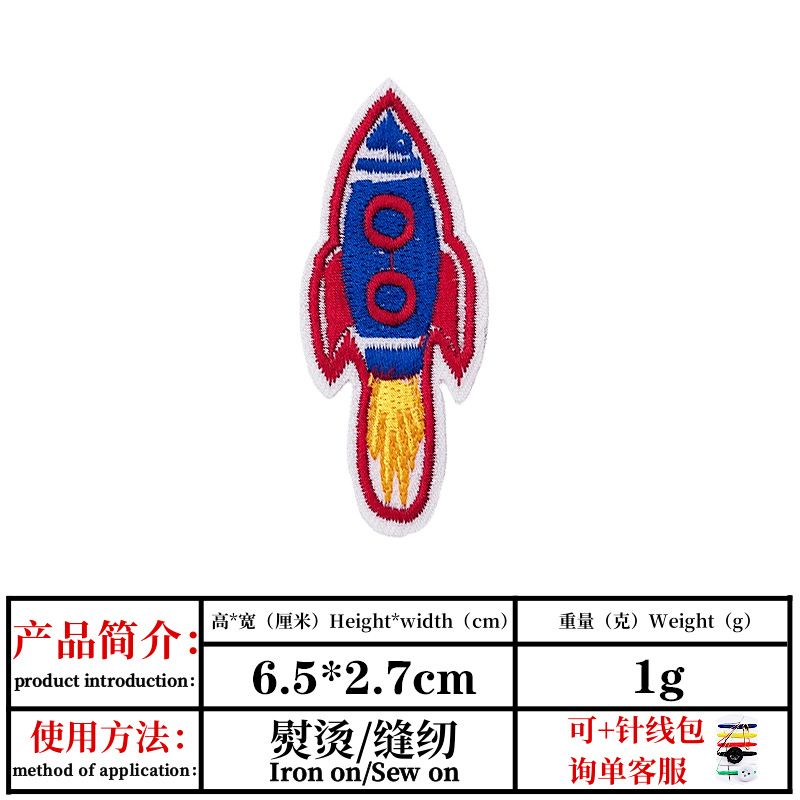 产品简介:
product introduction:
高*宽（厘米）Height*width（cm）
重量（克）Weight（g）
6.5*2.7cm
1g
使用方法:
method of application:
熨烫/缝纫
Iron on/Sew on
可+针线包
询单客服